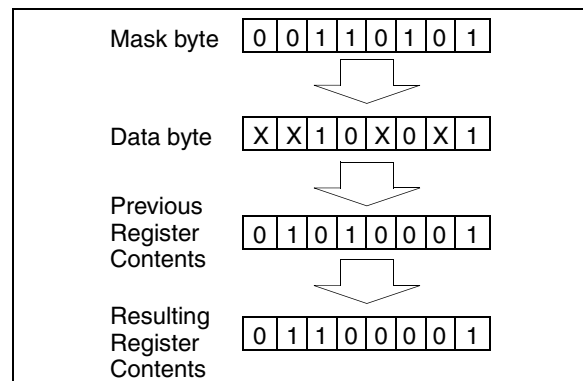 Mask byte 0 0 1 1 0 1 0 1
Data byte X X 1 0 X 0 X 1
Previous
Register
Contents 0 1 0 1 0 0 0 1
Resulting
Register
Contents 0 1 1 0 0 0 0 1